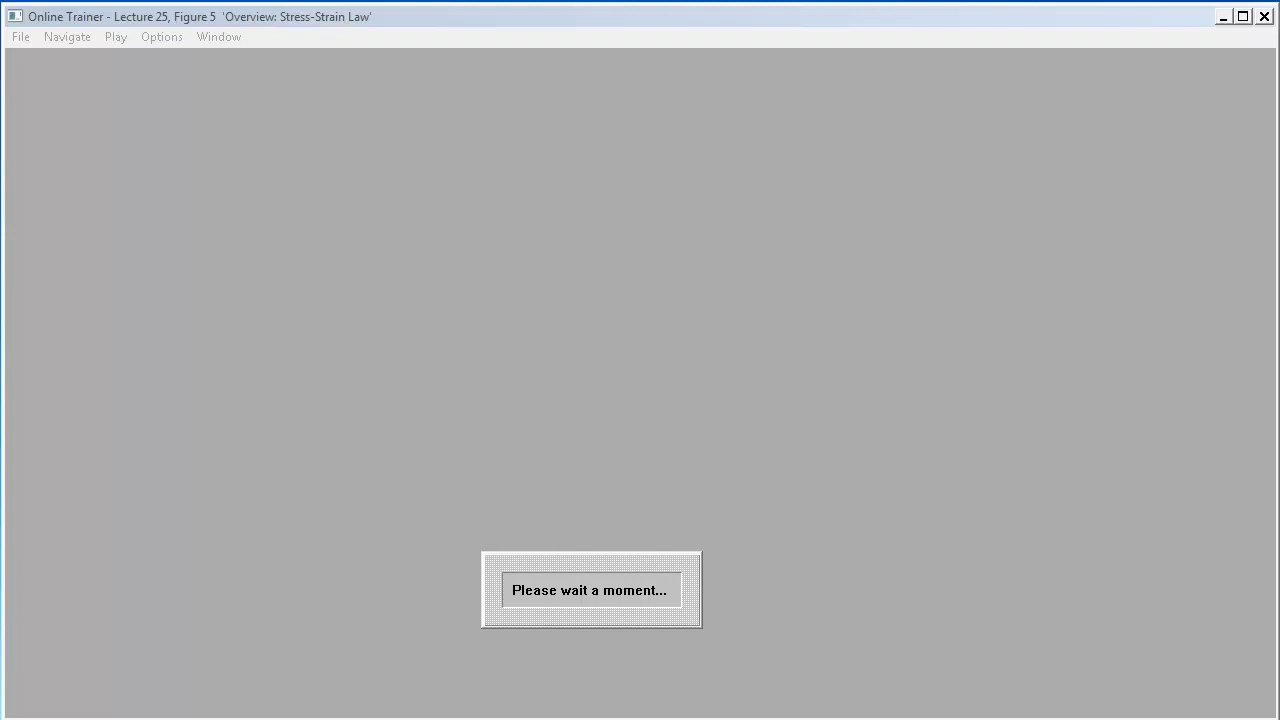 Online Trainer - Lecture 25, Figure 5 'Overview: Stress-Strain Law'
File Navigate Play Options Window
Please wait a moment...